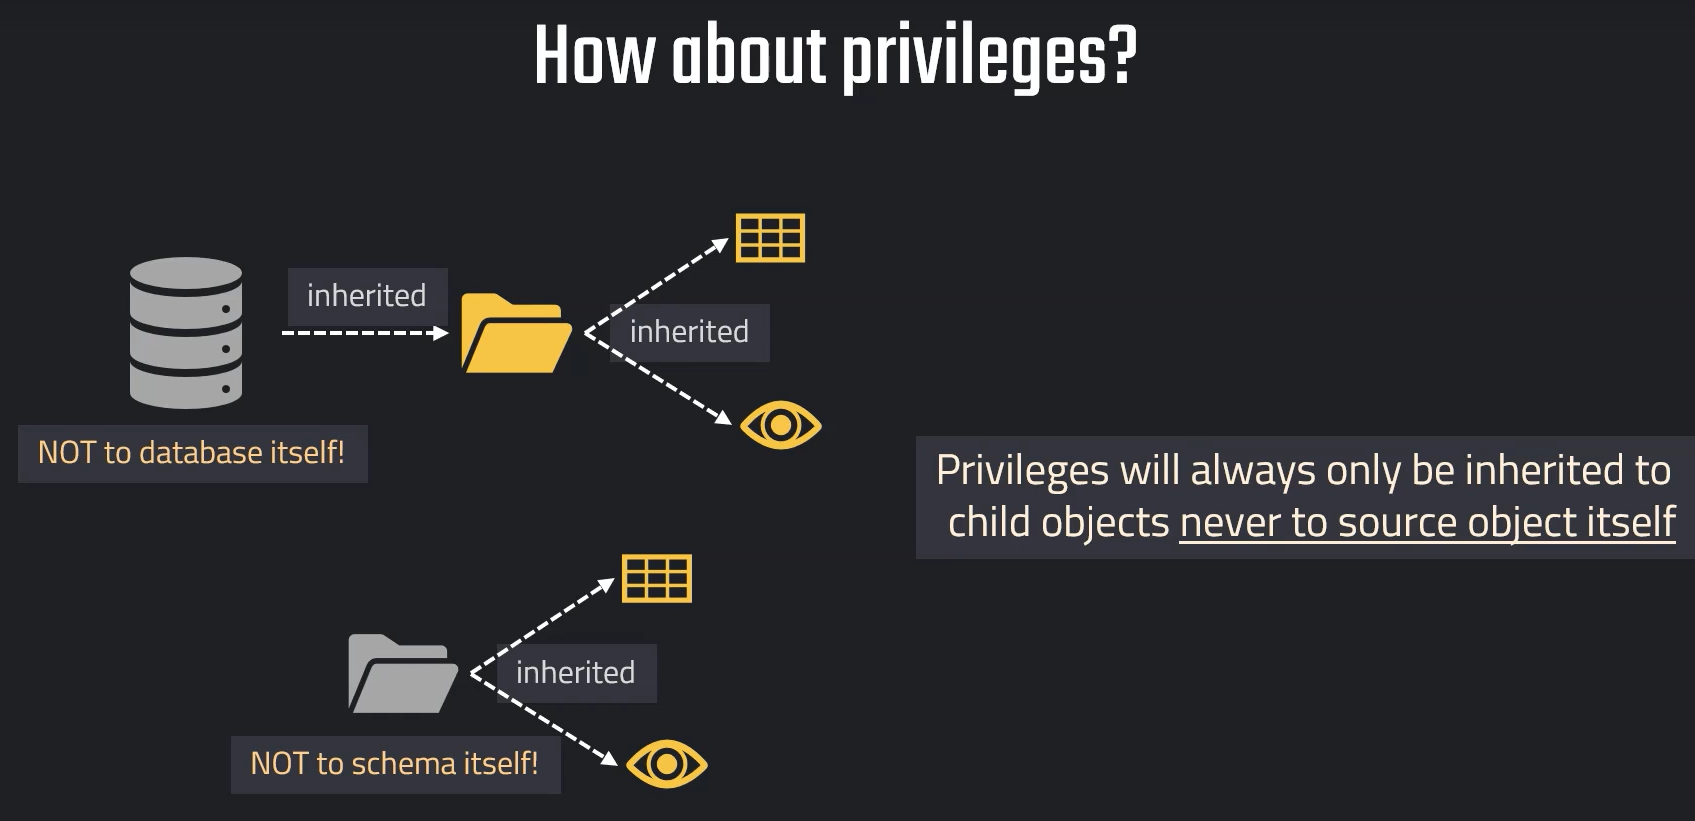 How about privileges?
inherited
inherited
NOT to database itself!
Privileges will always only be inherited to
child objects never to source object itself
inherited
NOT to schema itself!